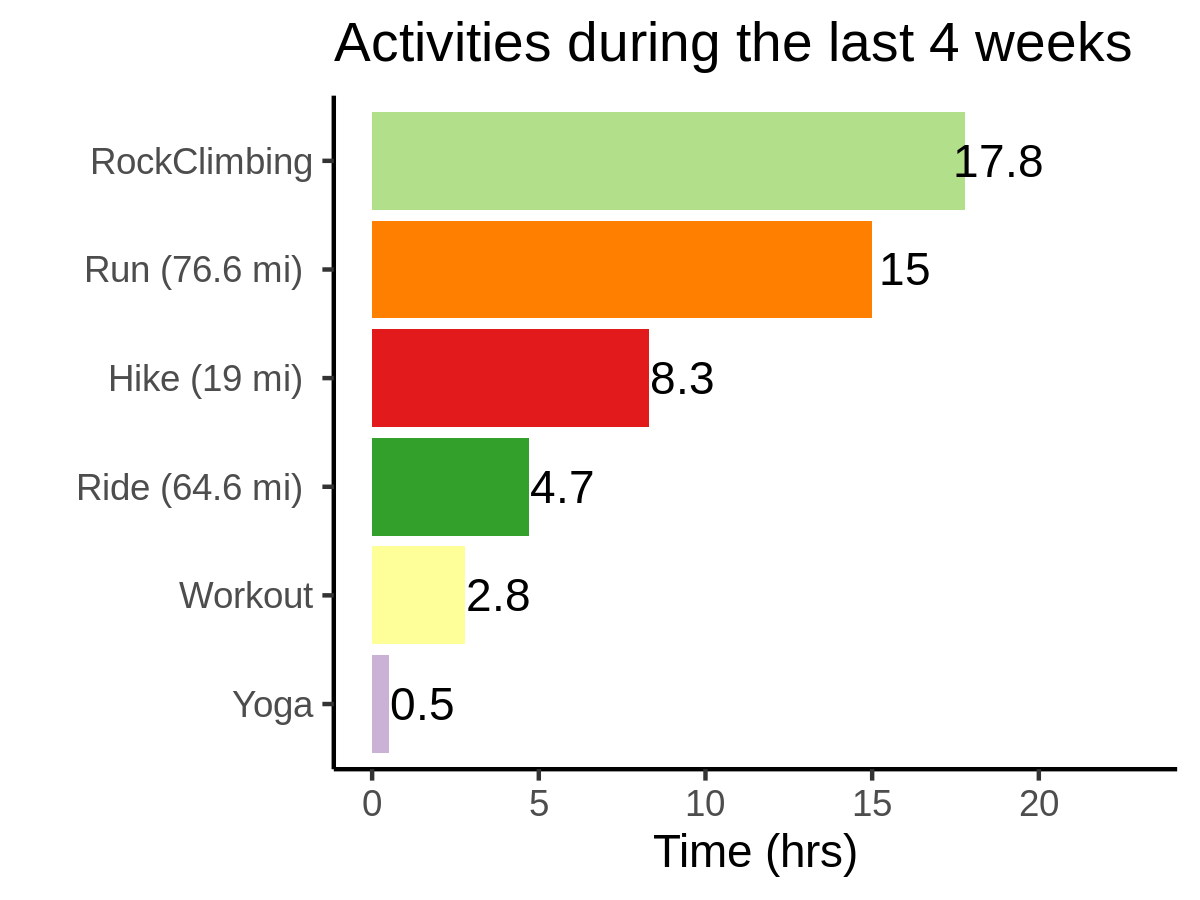 Activities during the last 4 weeks
RockClimbing 17.8
Run (76.6 mi) 15
Hike (19 mi) 8.3
Ride (64.6 mi) 4.7
Workout 2.8
Yoga 0.5
0 5 10 15 20
Time (hrs)